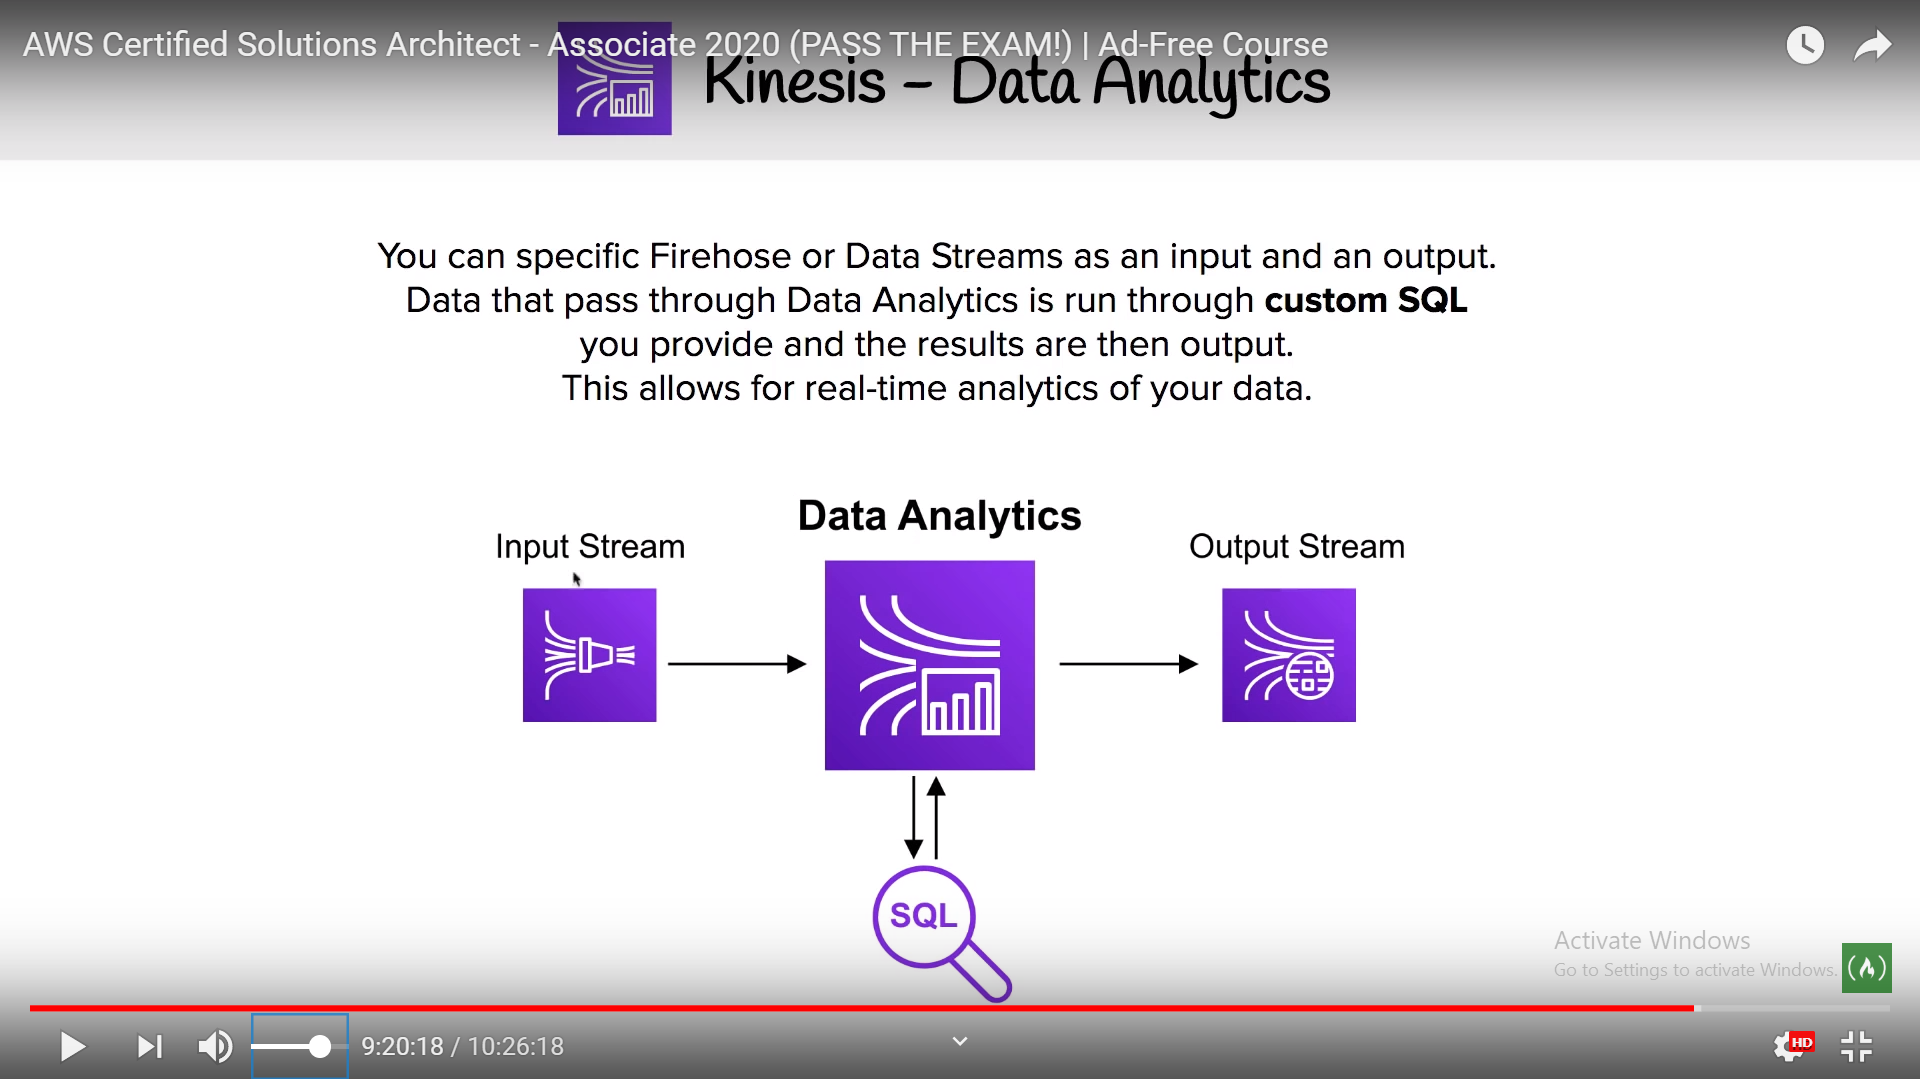 AWS Certified Solutions Architect - Associate 2020 (PASS THE EXAM!) | Ad-Free Course
Kinesis – Data Analytics
You can specific Firehose or Data Streams as an input and an output.
Data that pass through Data Analytics is run through custom SQL
you provide and the results are then output.
This allows for real-time analytics of your data.
Data Analytics
Input Stream
Output Stream
SQL
Activate Windows
Go to Settings to activate Windows.
9:20:18 / 10:26:18
HD